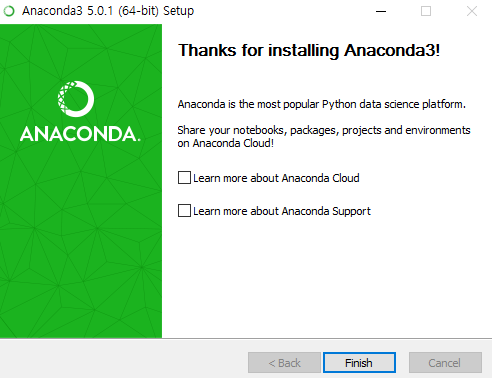 Anaconda3 5.0.1 (64-bit) Setup
Thanks for installing Anaconda3!
ANACONDA.
Anaconda is the most popular Python data science platform.
Share your notebooks, packages, projects and environments
on Anaconda Cloud!
Learn more about Anaconda Cloud
Learn more about Anaconda Support
< Back
Finish
Cancel